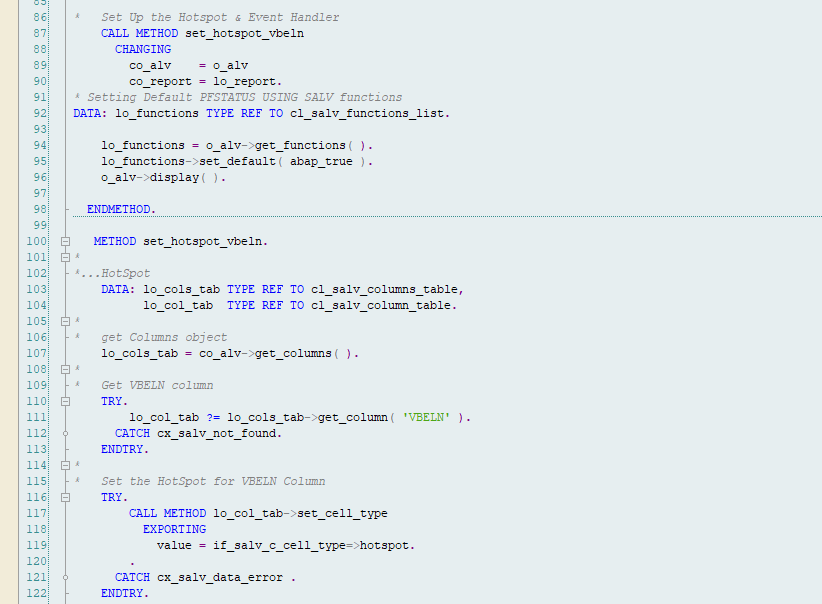 85
86 *   Set Up the Hotspot & Event Handler
87     CALL METHOD set_hotspot_vbeln
88       CHANGING
89         co_alv    = o_alv
90         co_report = lo_report.
91 * Setting Default PFSTATUS USING SALV functions
92 DATA: lo_functions TYPE REF TO cl_salv_functions_list.
93
94     lo_functions = o_alv->get_functions( ).
95     lo_functions->set_default( abap_true ).
96     o_alv->display( ).
97
98   ENDMETHOD.
99
100   METHOD set_hotspot_vbeln.
101 *
102 *...HotSpot
103     DATA: lo_cols_tab TYPE REF TO cl_salv_columns_table,
104           lo_col_tab  TYPE REF TO cl_salv_column_table.
105 *
106 *   get Columns object
107     lo_cols_tab = co_alv->get_columns( ).
108 *
109 *   Get VBELN column
110     TRY.
111         lo_col_tab ?= lo_cols_tab->get_column( 'VBELN' ).
112       CATCH cx_salv_not_found.
113     ENDTRY.
114 *
115 *   Set the HotSpot for VBELN Column
116     TRY.
117         CALL METHOD lo_col_tab->set_cell_type
118           EXPORTING
119             value = if_salv_c_cell_type=>hotspot.
120         .
121       CATCH cx_salv_data_error .
122     ENDTRY.